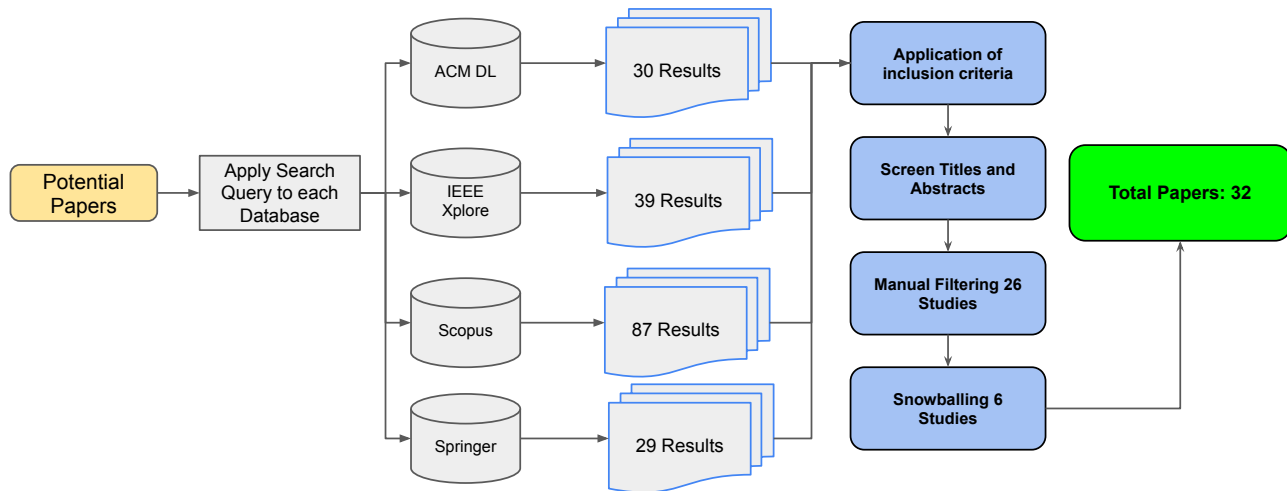 Potential
Papers
Apply Search
Query to each
Database
ACM DL
30 Results
IEEE
Xplore
39 Results
Scopus
87 Results
Springer
29 Results
Application of
inclusion criteria
Screen Titles and
Abstracts
Manual Filtering 26
Studies
Snowballing 6
Studies
Total Papers: 32